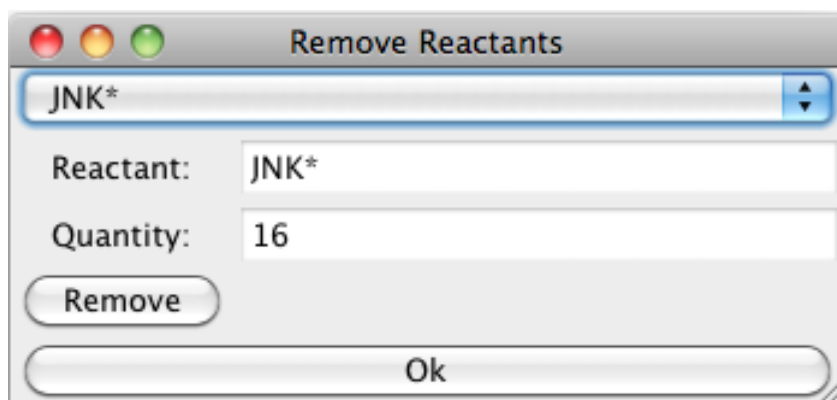 Remove Reactants
JNK*
Reactant: JNK*
Quantity: 16
Remove
Ok